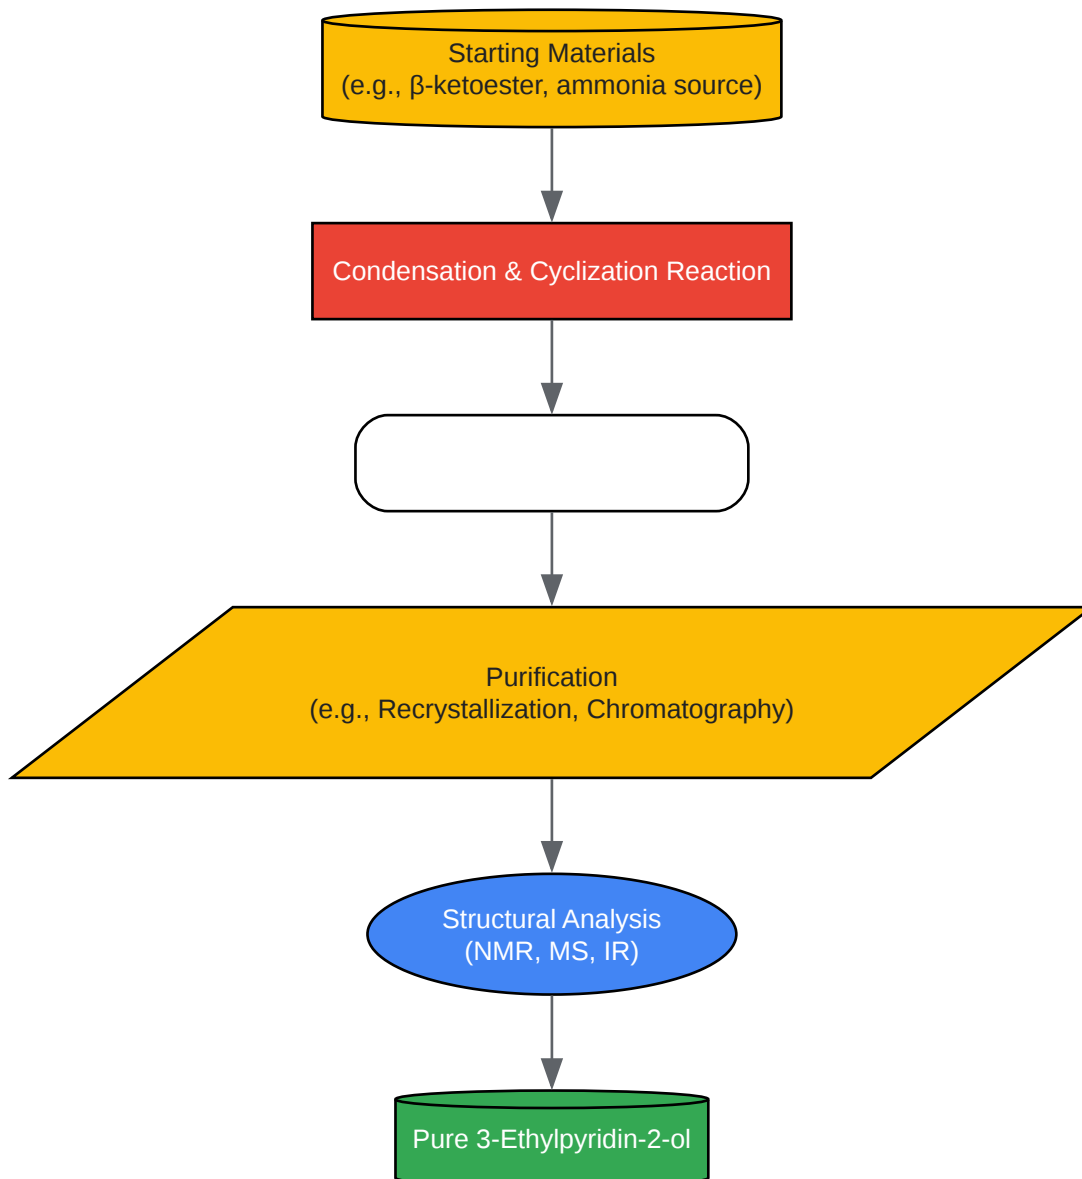 Starting Materials
(e.g., β-ketoester, ammonia source)
Condensation & Cyclization Reaction
Purification
(e.g., Recrystallization, Chromatography)
Structural Analysis
(NMR, MS, IR)
Pure 3-Ethylpyridin-2-ol